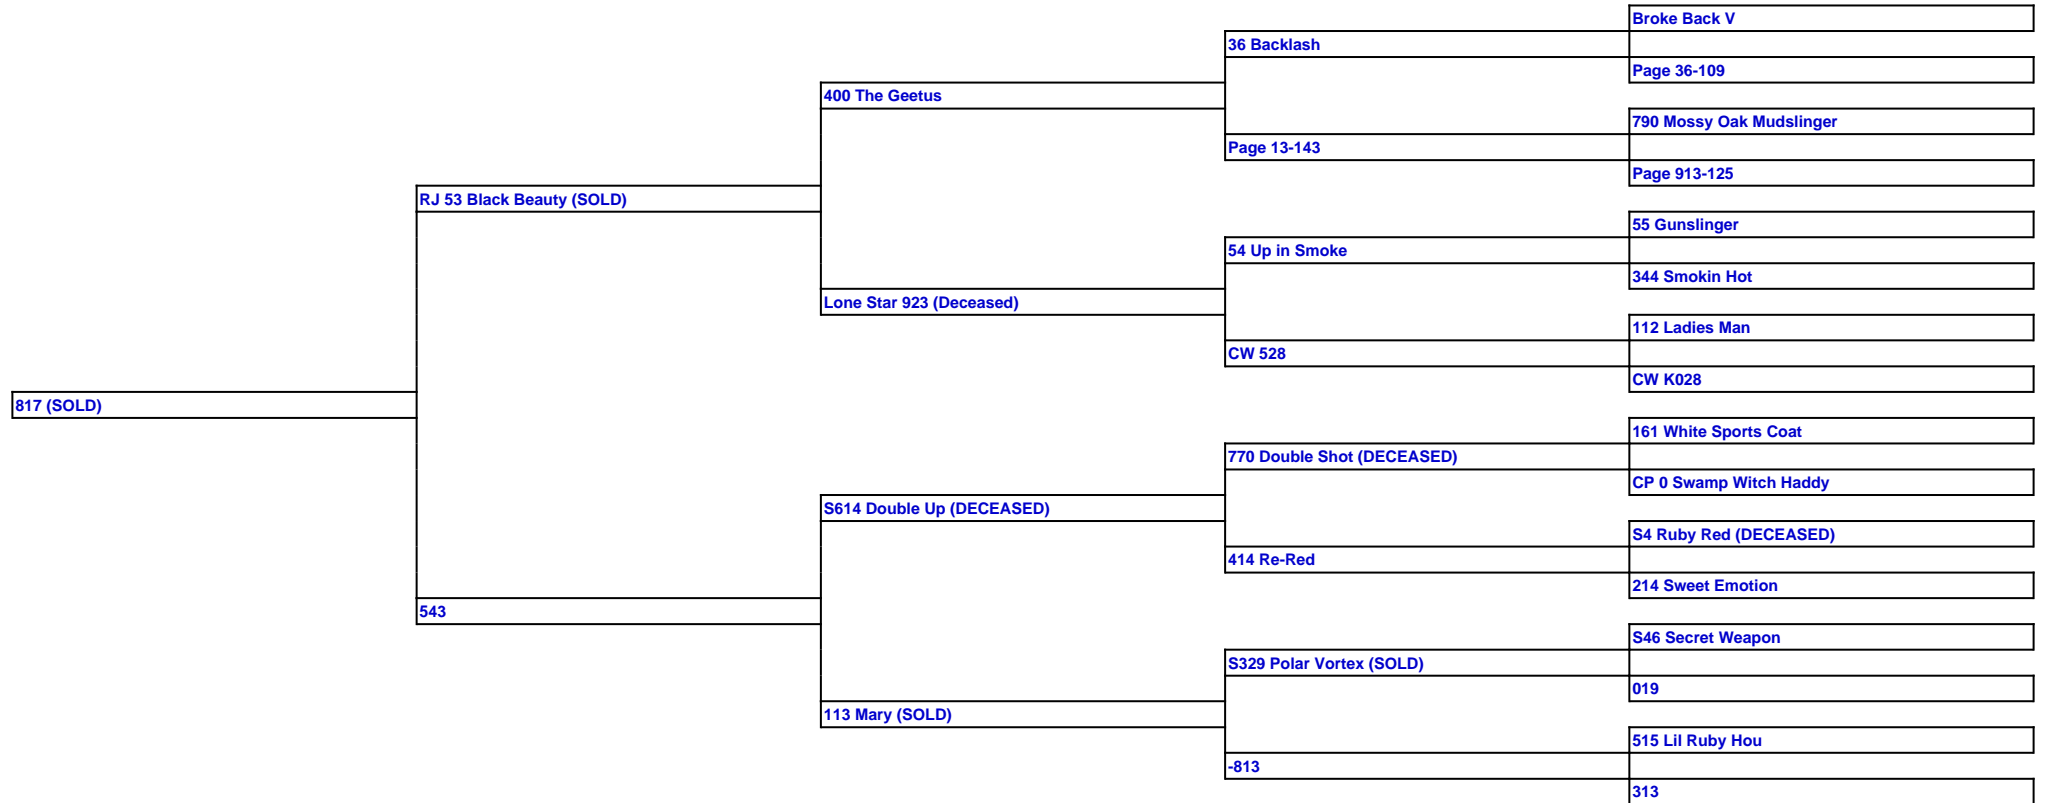 Broke Back V
36 Backlash
Page 36-109
400 The Geetus
790 Mossy Oak Mudslinger
Page 13-143
Page 913-125
RJ 53 Black Beauty (SOLD)
55 Gunslinger
54 Up in Smoke
344 Smokin Hot
Lone Star 923 (Deceased)
112 Ladies Man
CW 528
CW K028
817 (SOLD)
161 White Sports Coat
770 Double Shot (DECEASED)
CP 0 Swamp Witch Haddy
S614 Double Up (DECEASED)
S4 Ruby Red (DECEASED)
414 Re-Red
214 Sweet Emotion
543
S46 Secret Weapon
S329 Polar Vortex (SOLD)
019
113 Mary (SOLD)
515 Lil Ruby Hou
-813
313